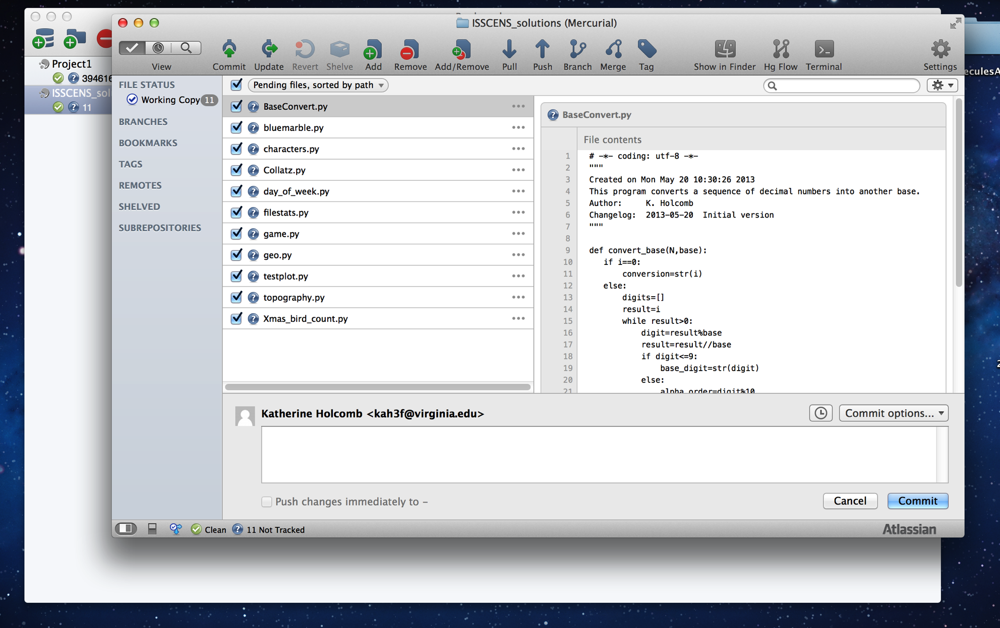 ISSCENS_solutions (Mercurial)
View
Commit
Update
Revert
Shelve
Add
Remove
Add/Remove
Pull
Push
Branch
Merge
Tag
Show in Finder
Hg Flow
Terminal
Settings
Project1
394616
ISSCENS_sol
11
eculesA
FILE STATUS
Working Copy 11
BRANCHES
BOOKMARKS
TAGS
REMOTES
SHELVED
SUBREPOSITORIES
Pending files, sorted by path
BaseConvert.py
bluemarble.py
characters.py
Collatz.py
day_of_week.py
filestats.py
game.py
geo.py
testplot.py
topography.py
Xmas_bird_count.py
BaseConvert.py
File contents
1 # -*- coding: utf-8 -*-
2 """
3 Created on Mon May 20 10:30:26 2013
4 This program converts a sequence of decimal numbers into another base.
5 Author:     K. Holcomb
6 Changelog:  2013-05-20  Initial version
7 """
8
9 def convert_base(N,base):
10    if i==0:
11        conversion=str(i)
12    else:
13        digits=[]
14        result=i
15        while result>0:
16            digit=result%base
17            result=result//base
18            if digit<=9:
19                base_digit=str(digit)
20            else:
21                alpha_order=digit%10
Katherine Holcomb <kah3f@virginia.edu>
Commit options...
Push changes immediately to –
Cancel
Commit
Clean
11 Not Tracked
Atlassian